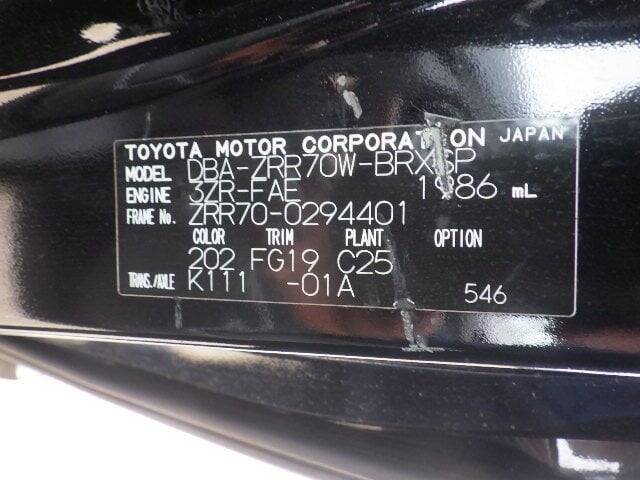 TOYOTA MOTOR CORPORATION JAPAN
MODEL DBA-ZRR70W-BRXSP
ENGINE 3ZR-FAE 1986 mL
FRAME No. ZRR70-0294401
COLOR TRIM PLANT OPTION
202 FG19 C25
TRANS./AXLE K111 -01A 546